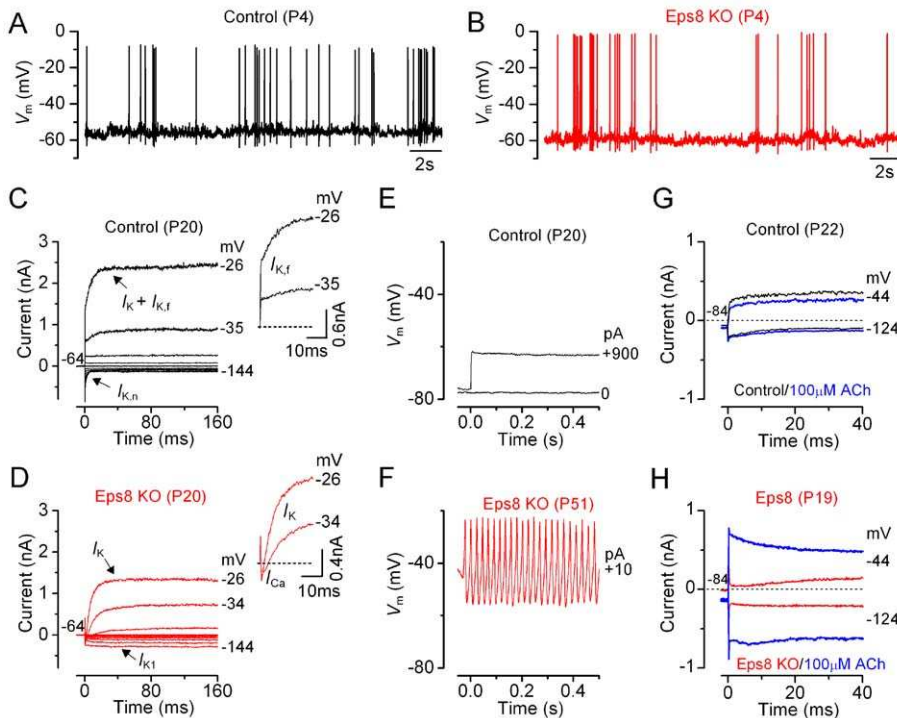 A
Control (P4)
0
-20
-40
-60
Vm (mV)
2s
B
Eps8 KO (P4)
0
-20
-40
-60
Vm (mV)
2s
C
Control (P20)
mV
-26
IK,f
-35
0.6nA
10ms
3
2
1
0
Current (nA)
mV
-26
IK + IK,f
-35
-64
-144
IK,n
0 80 160
Time (ms)
D
Eps8 KO (P20)
mV
-26
IK
-34
ICa
0.4nA
10ms
3
2
1
0
Current (nA)
mV
IK
-26
-34
-64
-144
IK1
0 80 160
Time (ms)
E
Control (P20)
-40
-60
-80
Vm (mV)
pA
+900
0
0.0 0.2 0.4
Time (s)
F
Eps8 KO (P51)
-40
-60
-80
Vm (mV)
pA
+10
0.0 0.2 0.4
Time (s)
G
Control (P22)
1
0
-1
Current (nA)
mV
-44
-84
-124
Control/100μM ACh
0 20 40
Time (ms)
H
Eps8 (P19)
1
0
-1
Current (nA)
mV
-44
-84
-124
Eps8 KO/100μM ACh
0 20 40
Time (ms)